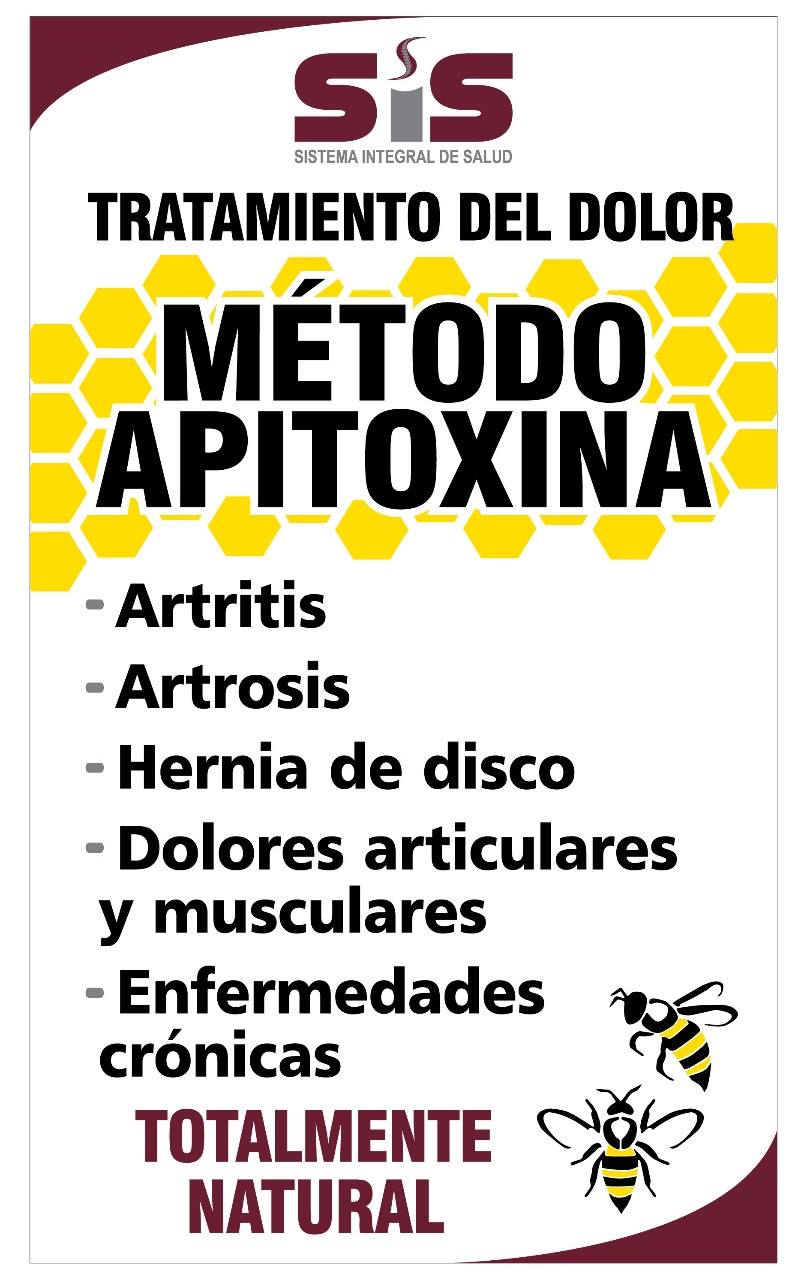 SiS
SISTEMA INTEGRAL DE SALUD
TRATAMIENTO DEL DOLOR
MÉTODO
APITOXINA
- Artritis
- Artrosis
- Hernia de disco
- Dolores articulares
y musculares
- Enfermedades
crónicas
TOTALMENTE
NATURAL